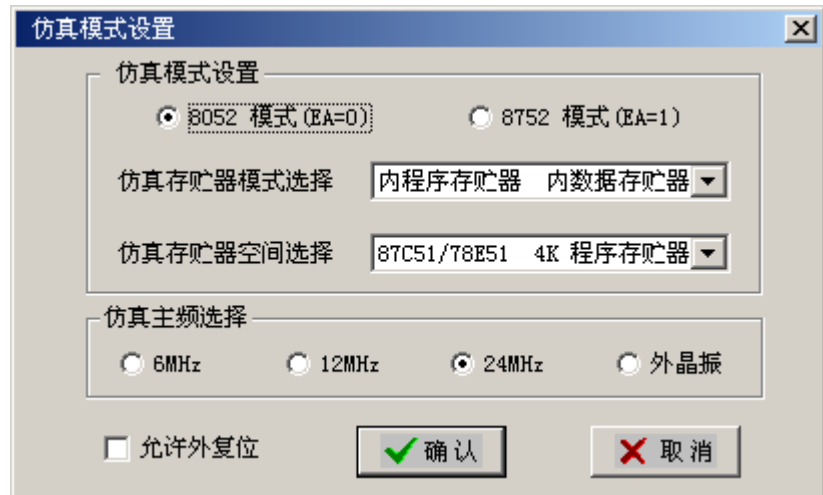 仿真模式设置
仿真模式设置
8052 模式(EA=0) 8752 模式(EA=1)
仿真存贮器模式选择 内程序存贮器 内数据存贮器
仿真存贮器空间选择 87C51/78E51 4K 程序存贮器
仿真主频选择
6MHz 12MHz 24MHz 外晶振
允许外复位 确认 取消